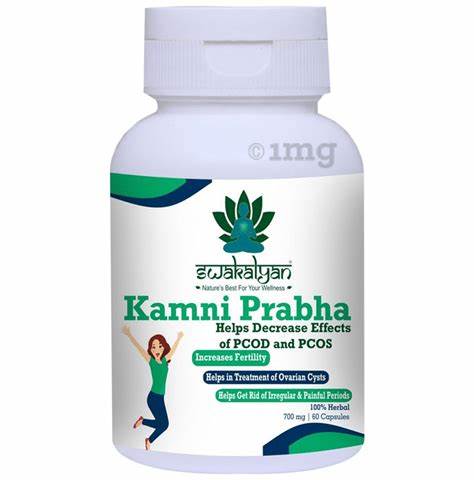 ©1mg
swakalyan®
Nature's Best For Your Wellness
Kamni Prabha
Helps Decrease Effects
of PCOD and PCOS
Increases Fertility
Helps in Treatment of Ovarian Cysts
Helps Get Rid of Irregular & Painful Periods
100% Herbal
700 mg | 60 Capsules